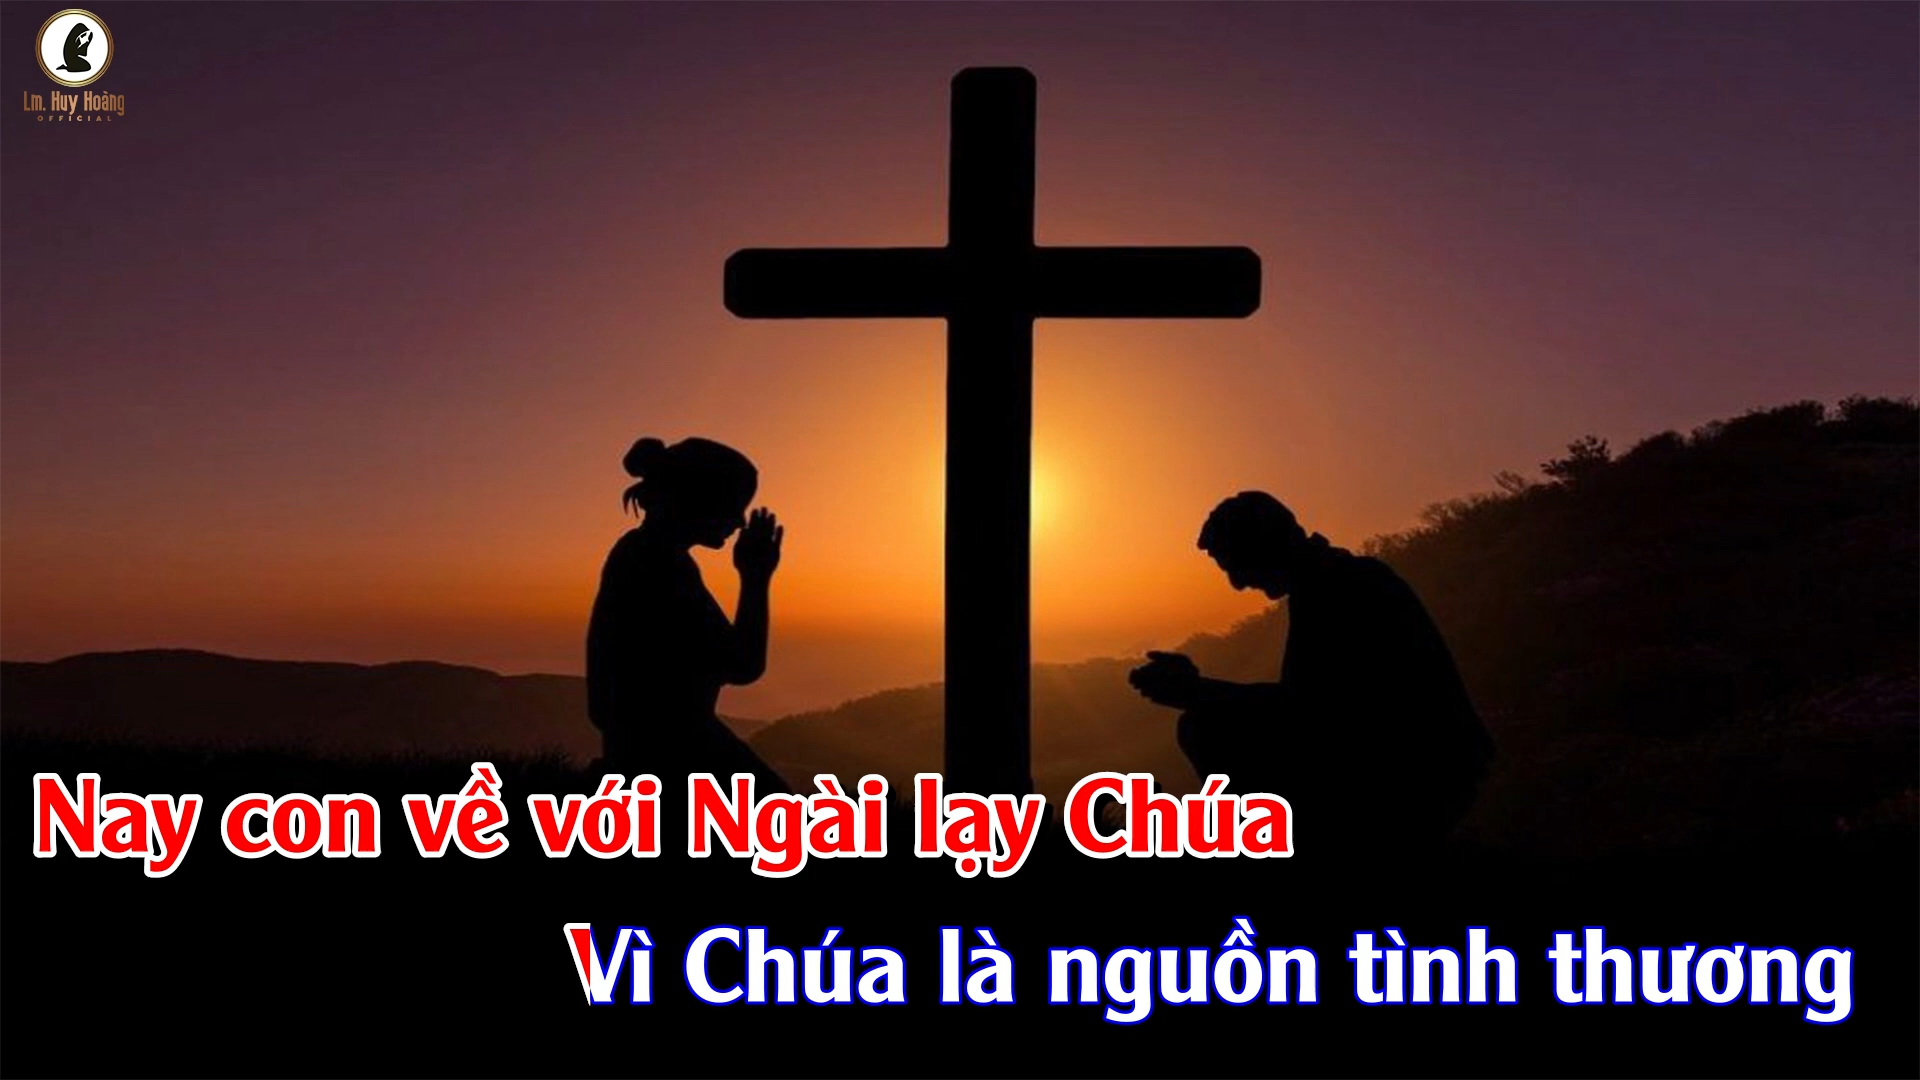 Lm. Huy Hoàng
OFFICIAL
Nay con về với Ngài lạy Chúa
Vì Chúa là nguồn tình thương